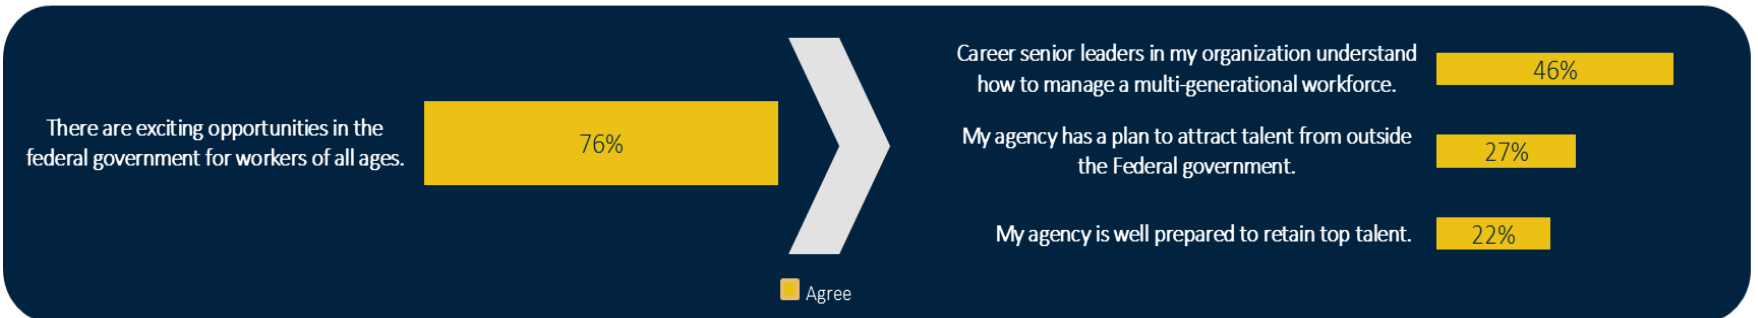 There are exciting opportunities in the
federal government for workers of all ages.
76%
Career senior leaders in my organization understand
how to manage a multi-generational workforce.
46%
My agency has a plan to attract talent from outside
the Federal government.
27%
My agency is well prepared to retain top talent.
22%
Agree